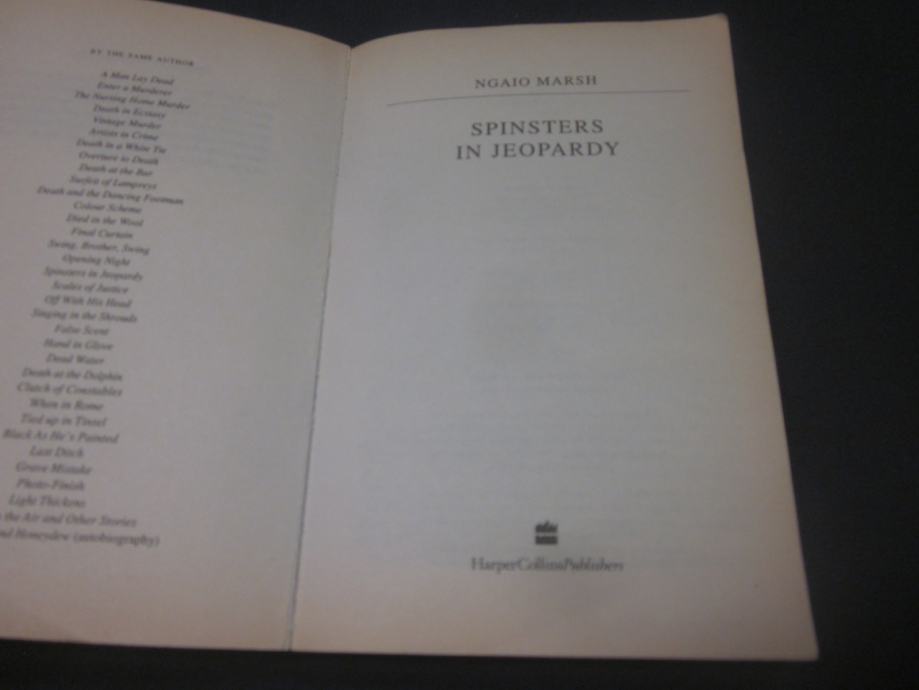 BY THE SAME AUTHOR
A Man Lay Dead
Enter a Murderer
The Nursing Home Murder
Death in Ecstasy
Vintage Murder
Artists in Crime
Death in a White Tie
Overture to Death
Death at the Bar
Surfeit of Lampreys
Death and the Dancing Footman
Colour Scheme
Died in the Wool
Final Curtain
Swing, Brother, Swing
Opening Night
Spinsters in Jeopardy
Scales of Justice
Off With His Head
Singing in the Shrouds
False Scent
Hand in Glove
Dead Water
Death at the Dolphin
Clutch of Constables
When in Rome
Tied up in Tinsel
Black As He's Painted
Last Ditch
Grave Mistake
Photo-Finish
Light Thickens
the Air and Other Stories
Honeydew (autobiography)
NGAIO MARSH
SPINSTERS
IN JEOPARDY
HarperCollinsPublishers